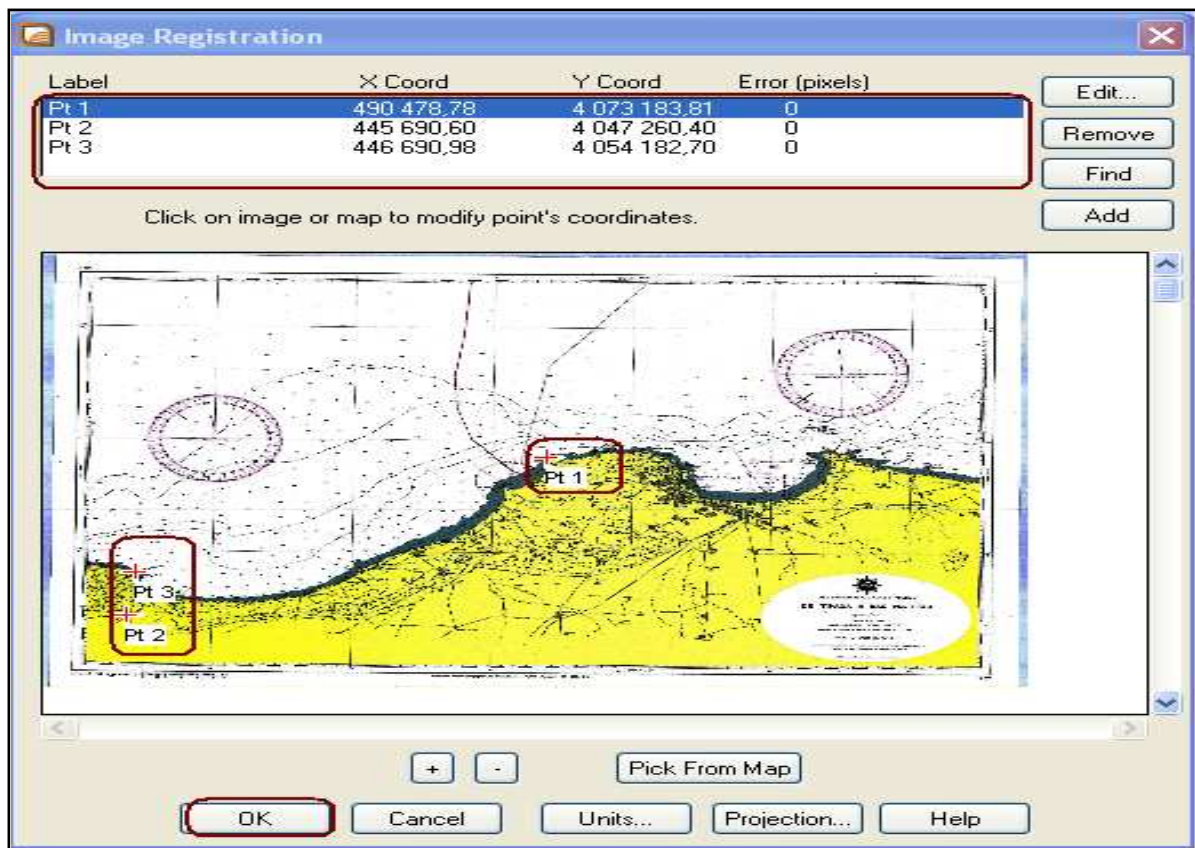 Image Registration
Label X Coord Y Coord Error (pixels)
Pt 1 490 478,78 4 073 183,81 0
Pt 2 445 690,60 4 047 260,40 0
Pt 3 446 690,98 4 054 182,70 0
Edit...
Remove
Find
Add
Click on image or map to modify point's coordinates.
Pt 1
Pt 3
Pt 2
+ -
Pick From Map
OK Cancel Units... Projection... Help